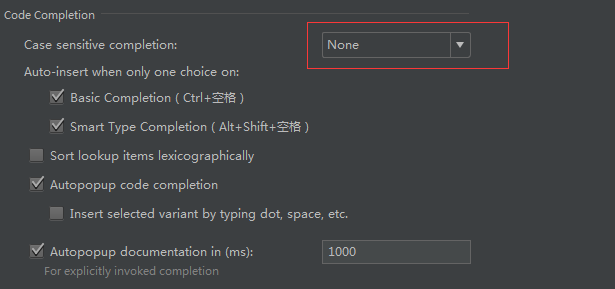 Code Completion
Case sensitive completion: None
Auto-insert when only one choice on:
Basic Completion ( Ctrl+空格 )
Smart Type Completion ( Alt+Shift+空格 )
Sort lookup items lexicographically
Autopopup code completion
Insert selected variant by typing dot, space, etc.
Autopopup documentation in (ms): 1000
For explicitly invoked completion